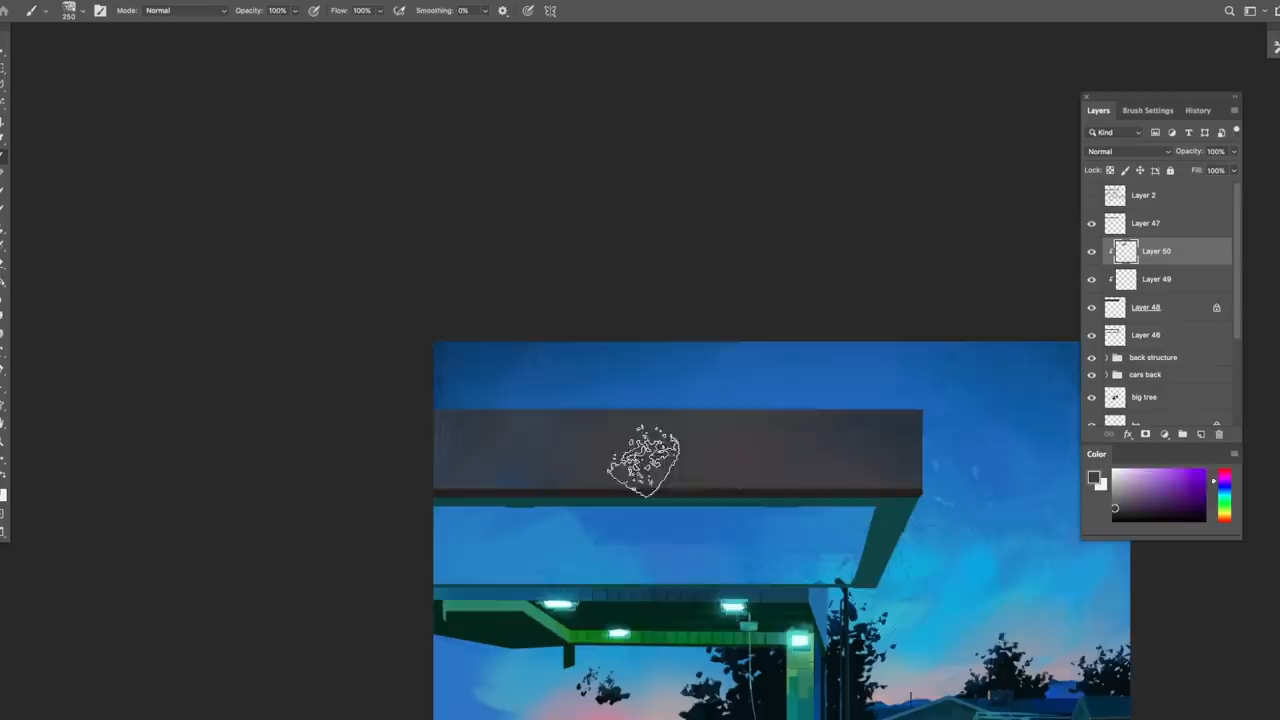 250 Mode: Normal Opacity: 100% Flow: 100% Smoothing: 0%
Layers Brush Settings History
Kind
Normal Opacity: 100%
Lock: Fill: 100%
Layer 2
Layer 47
Layer 50
Layer 49
Layer 48
Layer 46
back structure
cars back
big tree
Color